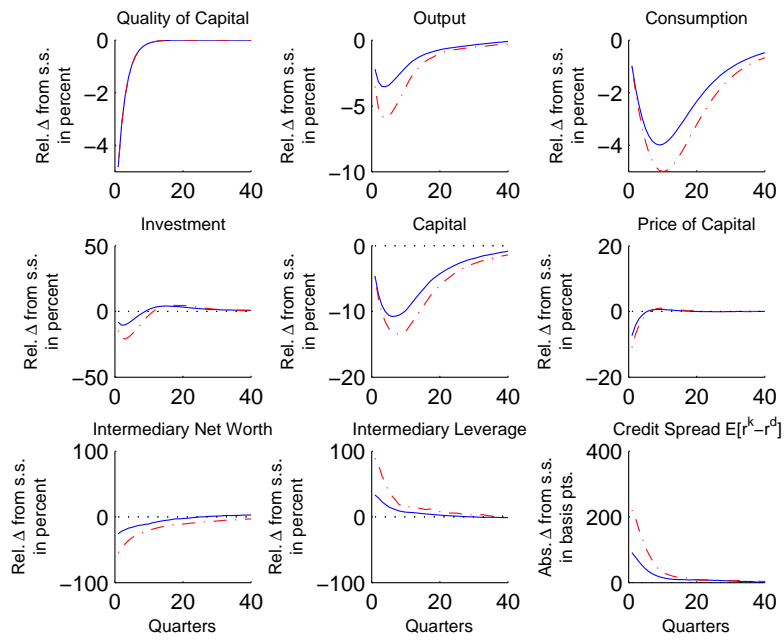 Quality of Capital
Output
Consumption
Rel. Δ from s.s.
in percent
0
−2
−4
0
20
40
Rel. Δ from s.s.
in percent
0
−5
−10
0
20
40
Rel. Δ from s.s.
in percent
0
−2
−4
0
20
40
Investment
Capital
Price of Capital
Rel. Δ from s.s.
in percent
50
0
−50
0
20
40
Rel. Δ from s.s.
in percent
0
−10
−20
0
20
40
Rel. Δ from s.s.
in percent
20
0
−20
0
20
40
Intermediary Net Worth
Intermediary Leverage
Credit Spread E[r^k−r^d]
Rel. Δ from s.s.
in percent
100
0
−100
0
20
40
Quarters
Rel. Δ from s.s.
in percent
100
0
−100
0
20
40
Quarters
Abs. Δ from s.s.
in basis pts.
400
200
0
0
20
40
Quarters